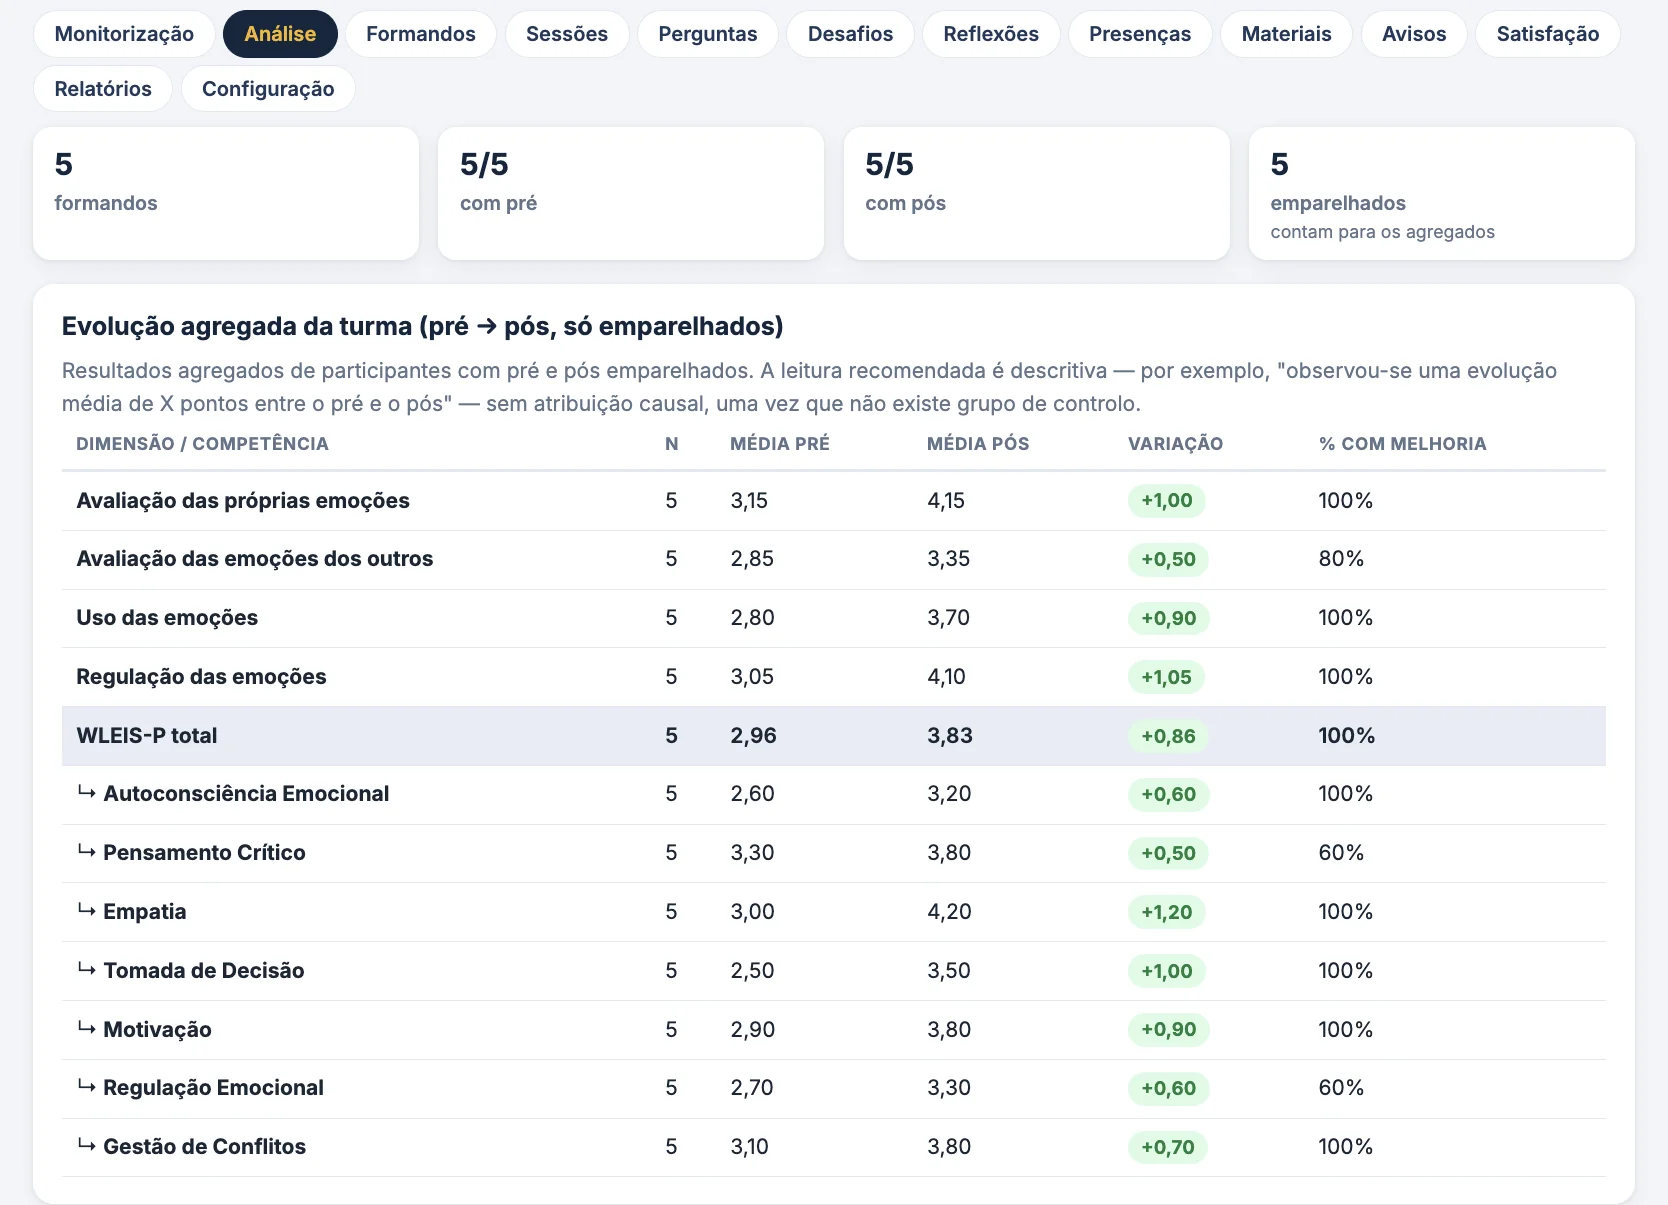 Monitorização Análise Formandos Sessões Perguntas Desafios Reflexões Presenças Materiais Avisos Satisfação
Relatórios Configuração
5 5/5 5/5 5
formandos com pré com pós emparelhados
contam para os agregados
Evolução agregada da turma (pré → pós, só emparelhados)
Resultados agregados de participantes com pré e pós emparelhados. A leitura recomendada é descritiva — por exemplo, "observou-se uma evolução
média de X pontos entre o pré e o pós" — sem atribuição causal, uma vez que não existe grupo de controlo.
DIMENSÃO / COMPETÊNCIA N MÉDIA PRÉ MÉDIA PÓS VARIAÇÃO % COM MELHORIA
Avaliação das próprias emoções 5 3,15 4,15 +1,00 100%
Avaliação das emoções dos outros 5 2,85 3,35 +0,50 80%
Uso das emoções 5 2,80 3,70 +0,90 100%
Regulação das emoções 5 3,05 4,10 +1,05 100%
WLEIS-P total 5 2,96 3,83 +0,86 100%
↳ Autoconsciência Emocional 5 2,60 3,20 +0,60 100%
↳ Pensamento Crítico 5 3,30 3,80 +0,50 60%
↳ Empatia 5 3,00 4,20 +1,20 100%
↳ Tomada de Decisão 5 2,50 3,50 +1,00 100%
↳ Motivação 5 2,90 3,80 +0,90 100%
↳ Regulação Emocional 5 2,70 3,30 +0,60 60%
↳ Gestão de Conflitos 5 3,10 3,80 +0,70 100%